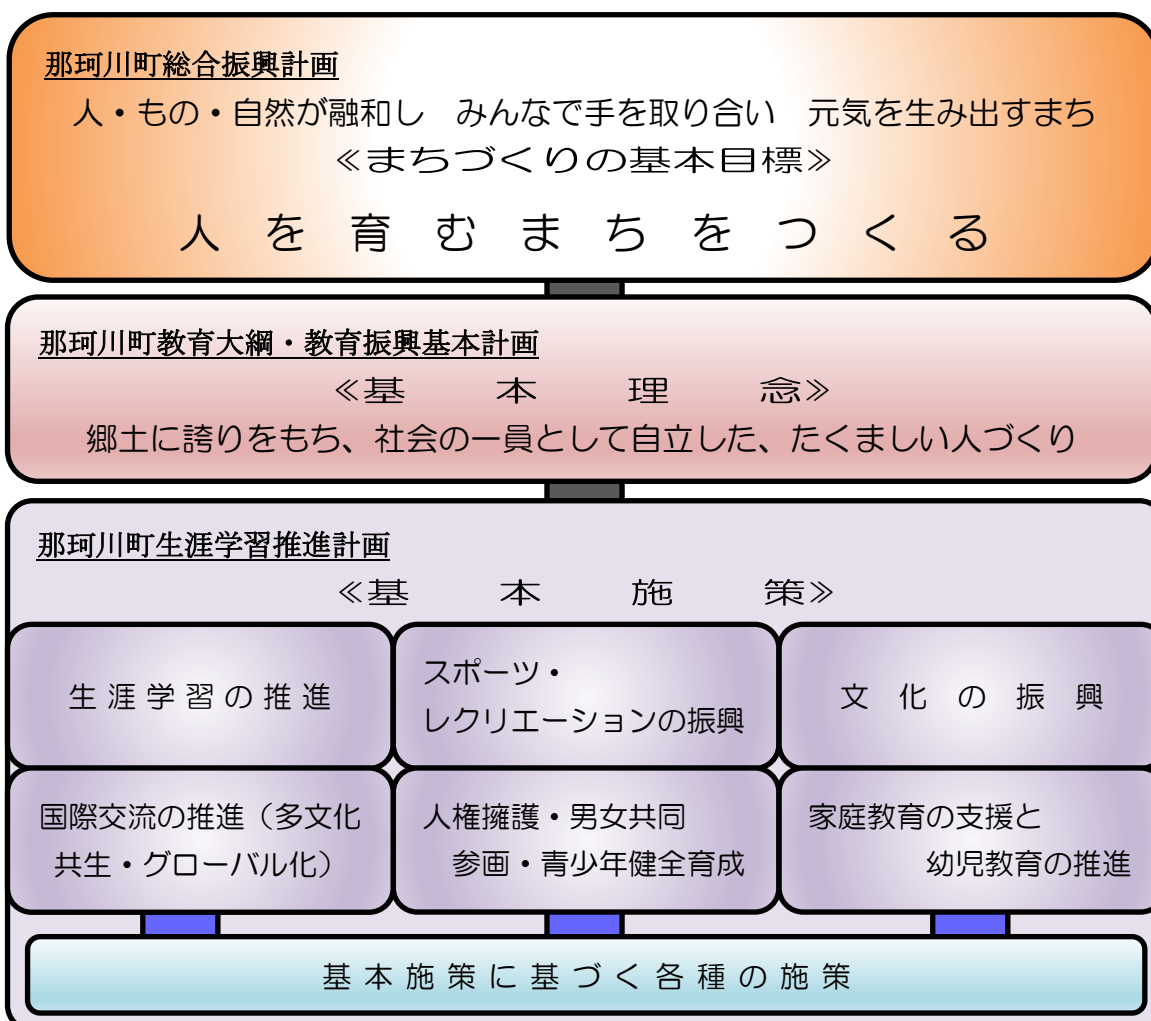 那珂川町総合振興計画
人・もの・自然が融和し　みんなで手を取り合い　元気を生み出すまち
≪まちづくりの基本目標≫
人を育むまちをつくる
那珂川町教育大綱・教育振興基本計画
≪基本理念≫
郷土に誇りをもち、社会の一員として自立した、たくましい人づくり
那珂川町生涯学習推進計画
≪基本施策≫
生涯学習の推進
スポーツ・
レクリエーションの振興
文化の振興
国際交流の推進（多文化
共生・グローバル化）
人権擁護・男女共同
参画・青少年健全育成
家庭教育の支援と
幼児教育の推進
基本施策に基づく各種の施策